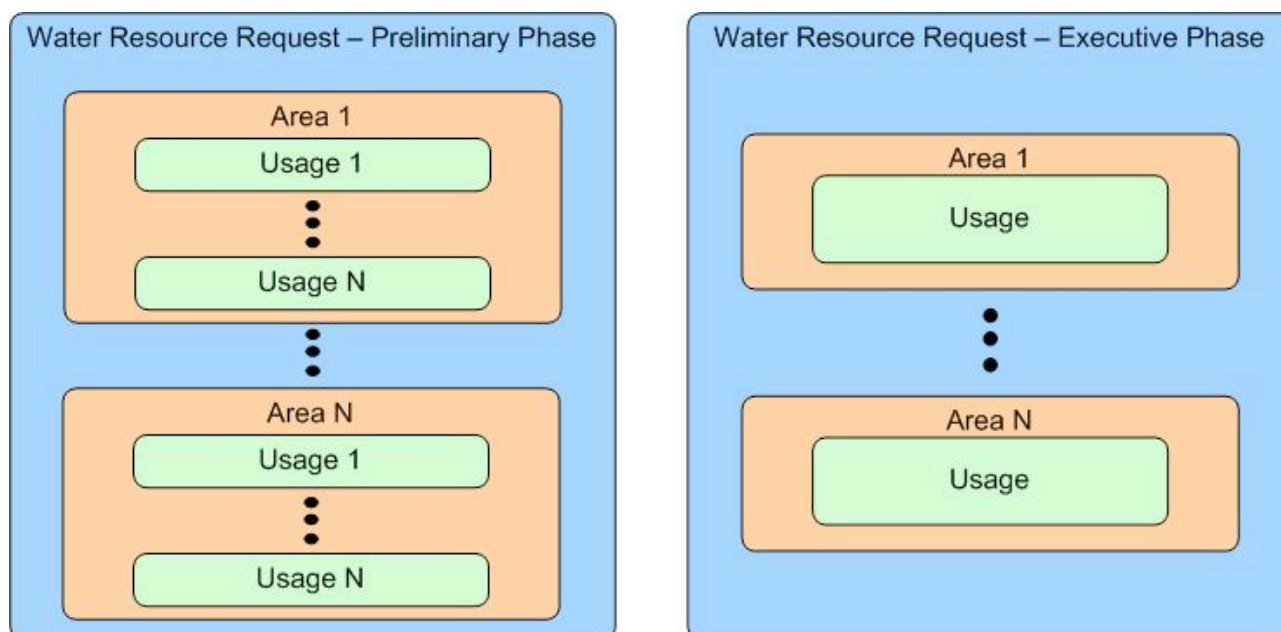 Water Resource Request – Preliminary Phase
Area 1
Usage 1
Usage N
Area N
Usage 1
Usage N
Water Resource Request – Executive Phase
Area 1
Usage
Area N
Usage